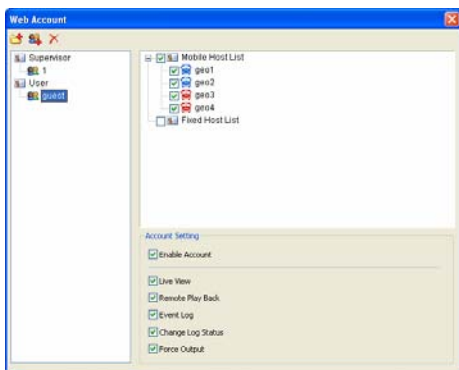 Web Account
Supervisor
1
User
guest
Mobile Host List
geo1
geo2
geo3
geo4
Fixed Host List
Account Setting
Enable Account
Live View
Remote Play Back
Event Log
Change Log Status
Force Output